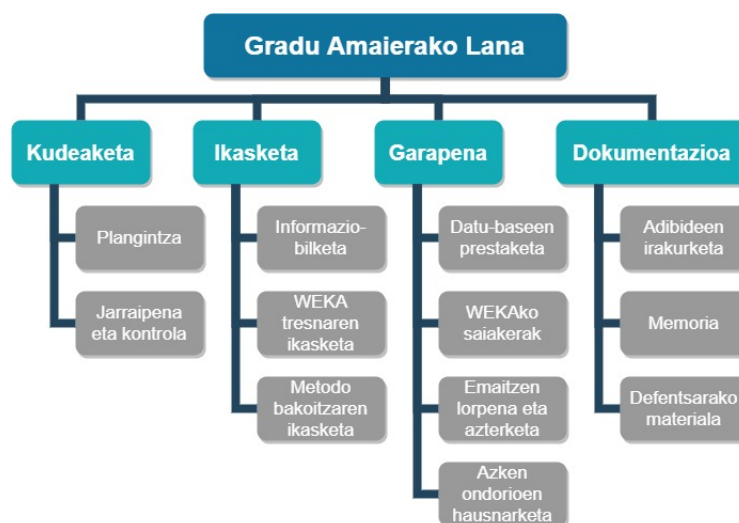 Gradu Amaierako Lana
Kudeaketa
Ikasketa
Garapena
Dokumentazioa
Plangintza
Jarraipena
eta kontrola
Informazio-
bilketa
WEKA
tresnaren
ikasketa
Metodo
bakoitzaren
ikasketa
Datu-baseen
prestaketa
WEKAko
saiakerak
Emaitzen
lorpena eta
azterketa
Azken
ondorioen
hausnarketa
Adibideen
irakurketa
Memoria
Defentsarako
materiala